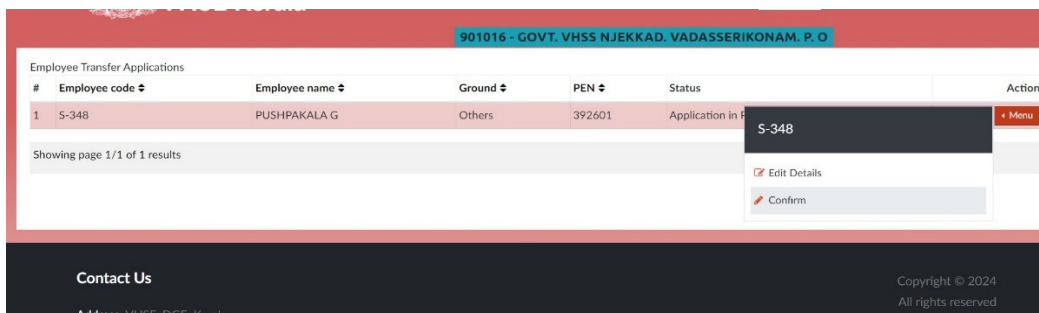 901016 - GOVT. VHSS NJEKKAD. VADASSERIKONAM. P. O
Employee Transfer Applications
# Employee code Employee name Ground PEN Status Action
1 S-348 PUSHPAKALA G Others 392601 Application in Menu
S-348
Showing page 1/1 of 1 results
Edit Details
Confirm
Contact Us
Copyright © 2024
All rights reserved